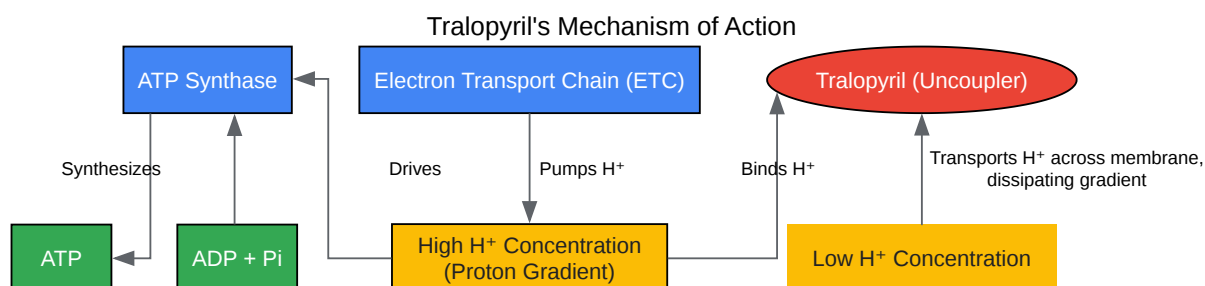 Tralopyril's Mechanism of Action
ATP Synthase
Electron Transport Chain (ETC)
Tralopyril (Uncoupler)
Synthesizes
Drives
Pumps H⁺
Binds H⁺
Transports H⁺ across membrane,
dissipating gradient
ATP
ADP + Pi
High H⁺ Concentration
(Proton Gradient)
Low H⁺ Concentration